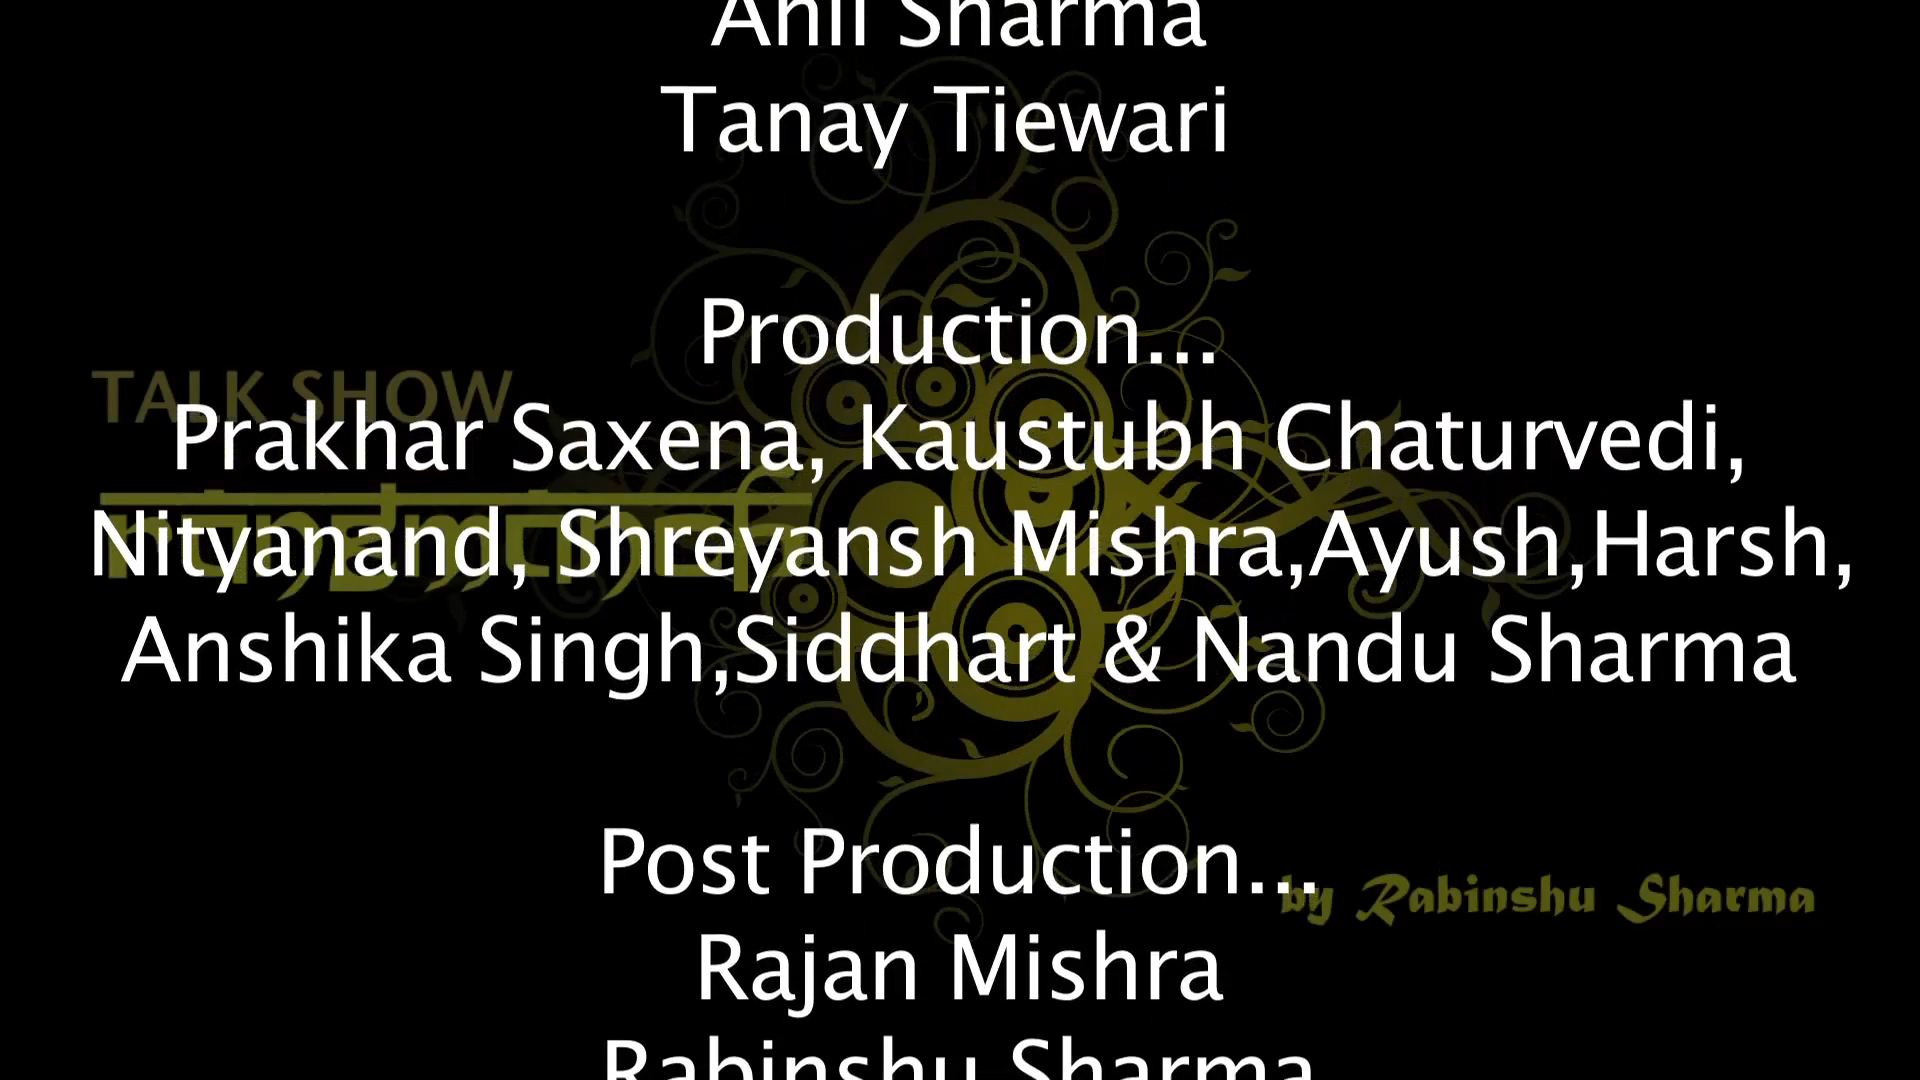 Anil Sharma
Tanay Tiewari
Production...
TALK SHOW
Prakhar Saxena, Kaustubh Chaturvedi,
Nityanand, Shreyansh Mishra,Ayush,Harsh,
Anshika Singh,Siddhart & Nandu Sharma
Post Production...
by Rabinshu Sharma
Rajan Mishra
Rabinshu Sharma